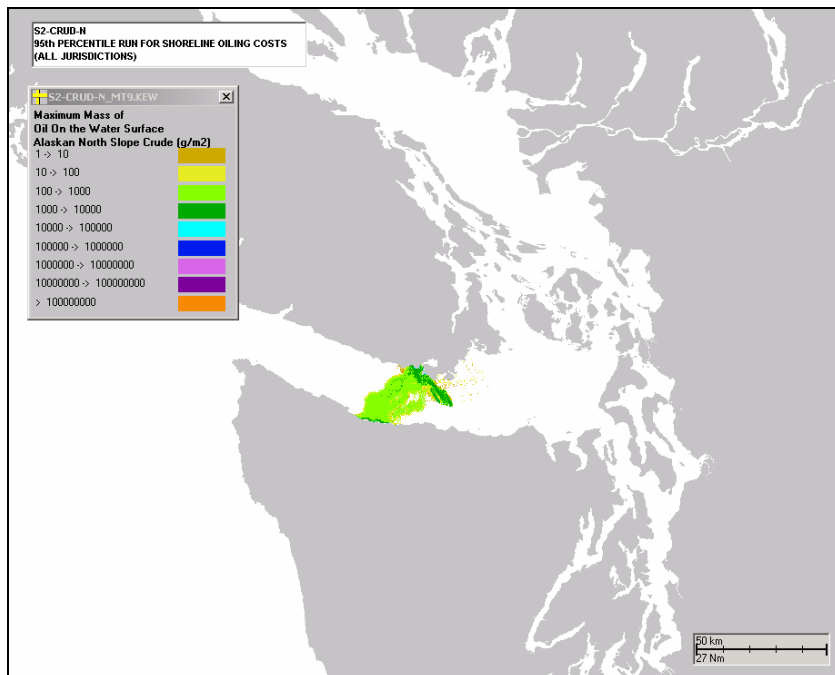 S2-CRUD-N
95th PERCENTILE RUN FOR SHORELINE OILING COSTS
(ALL JURISDICTIONS)
S2-CRUD-N_MT9.KEW
Maximum Mass of
Oil On the Water Surface
Alaskan North Slope Crude (g/m2)
1 -> 10
10 -> 100
100 -> 1000
1000 -> 10000
10000 -> 100000
100000 -> 1000000
1000000 -> 10000000
10000000 -> 100000000
> 100000000
50 km
27 Nm